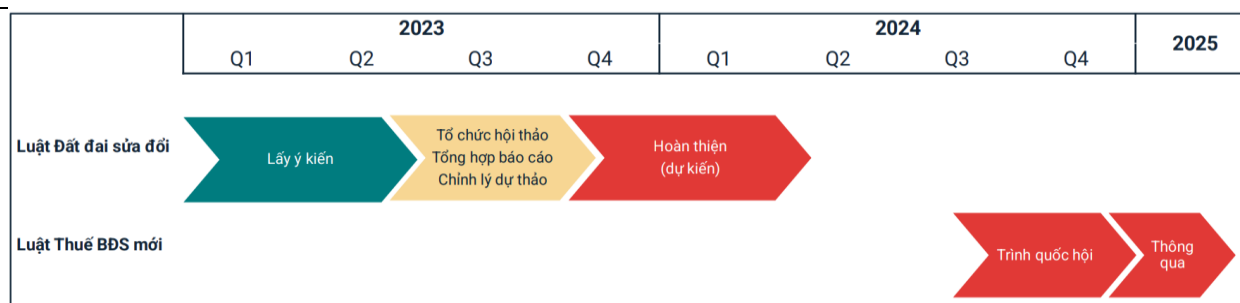 2023
2024
2025
Q1
Q2
Q3
Q4
Q1
Q2
Q3
Q4
Luật Đất đai sửa đổi
Lấy ý kiến
Tổ chức hội thảo
Tổng hợp báo cáo
Chỉnh lý dự thảo
Hoàn thiện
(dự kiến)
Luật Thuế BĐS mới
Trình quốc hội
Thông
qua